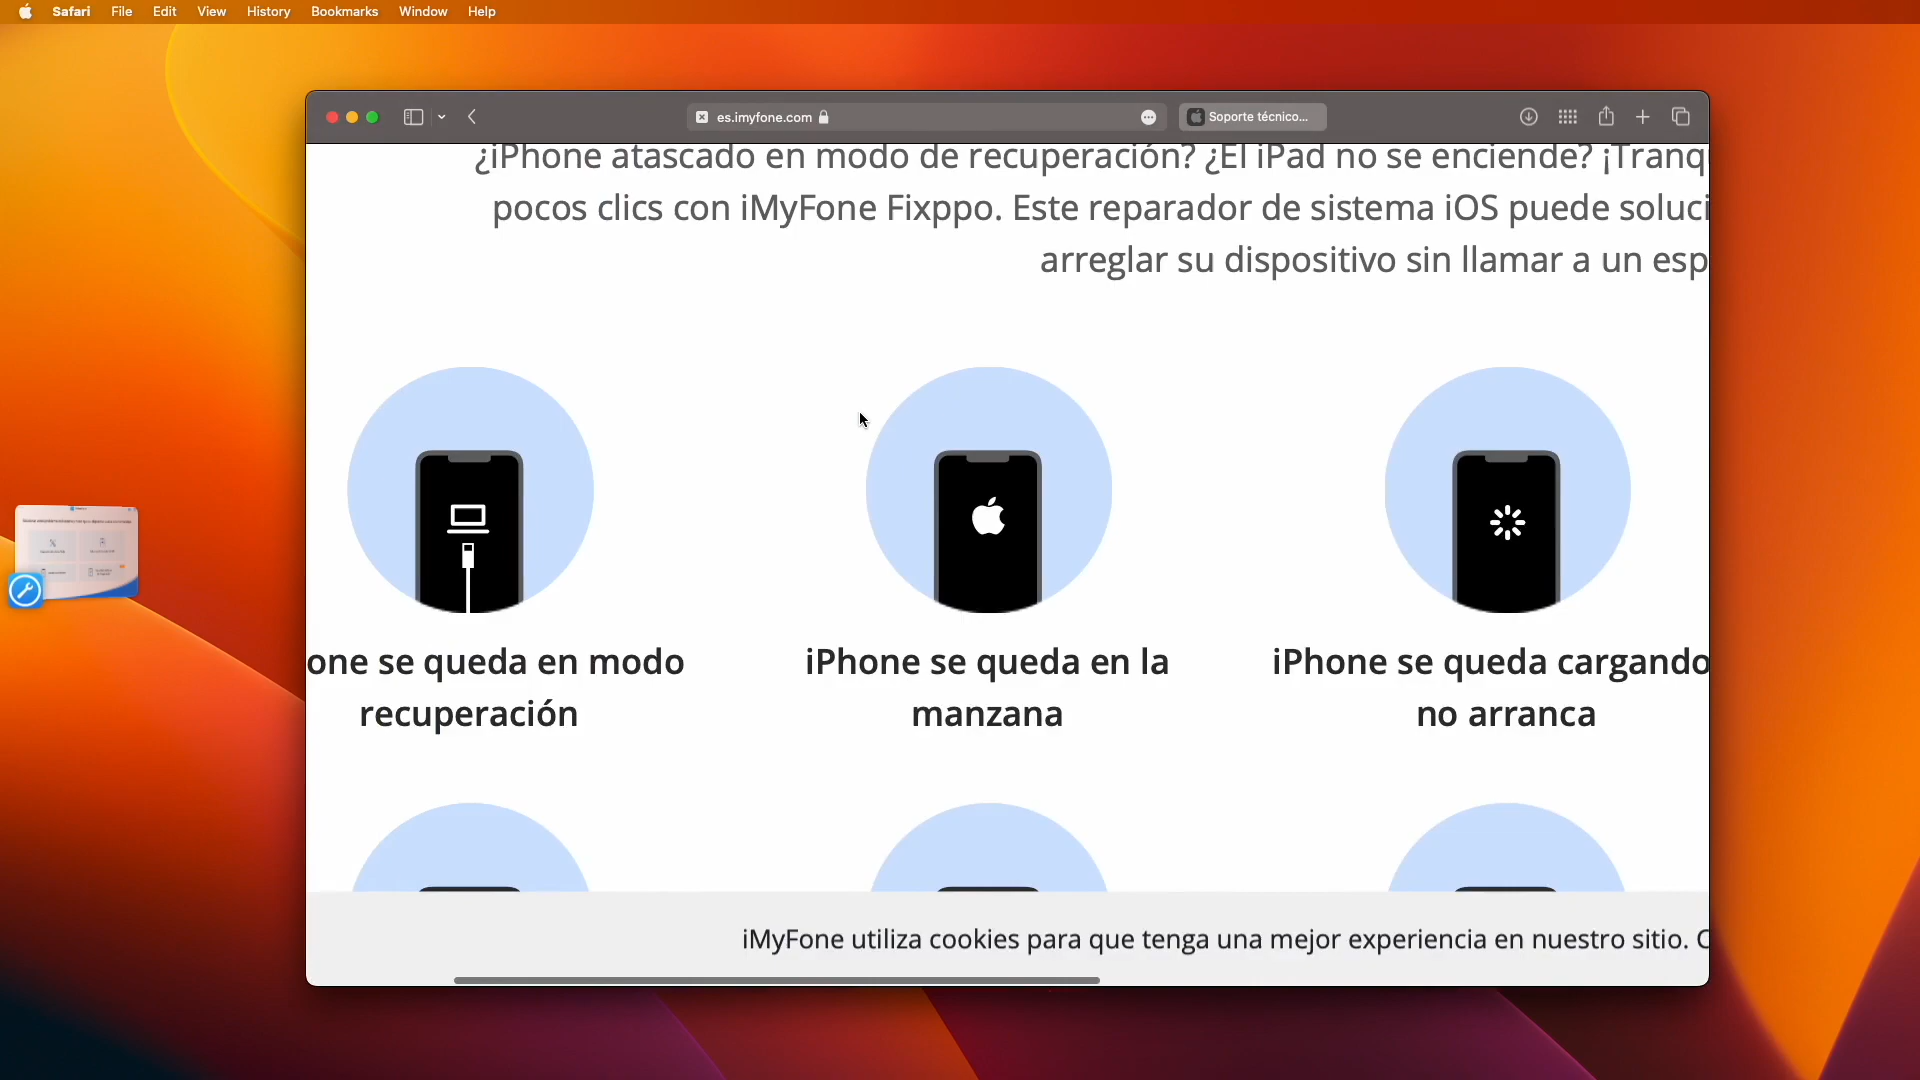 Safari File Edit View History Bookmarks Window Help
es.imyfone.com
Soporte técnico...
¿iPhone atascado en modo de recuperación? ¿El iPad no se enciende? ¡Tranq
pocos clics con iMyFone Fixppo. Este reparador de sistema iOS puede soluci
arreglar su dispositivo sin llamar a un esp
one se queda en modo
recuperación
iPhone se queda en la
manzana
iPhone se queda cargando
no arranca
iMyFone utiliza cookies para que tenga una mejor experiencia en nuestro sitio. C